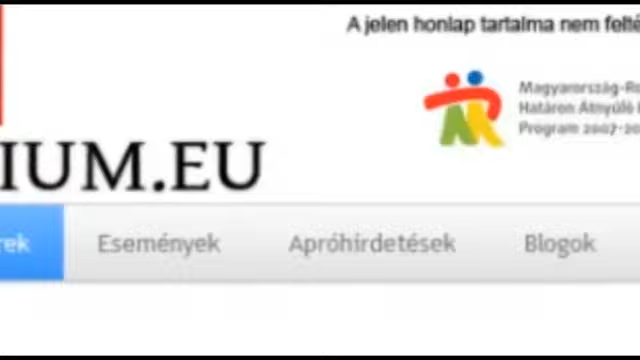 A jelen honlap tartalma nem felté
Magyarország-Ro
Határon Átnyúló
Program 2007-20
IUM.EU
rek Események Apróhirdetések Blogok